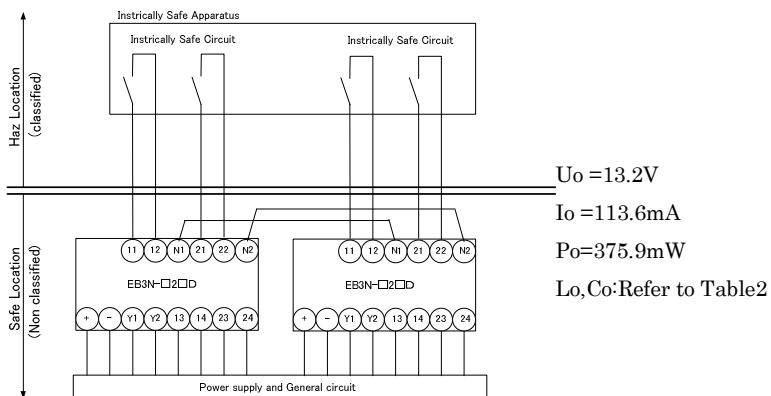 Instrically Safe Apparatus
Instrically Safe Circuit
Instrically Safe Circuit
Haz Location
(classified)
Uo =13.2V
Io =113.6mA
Po=375.9mW
Lo,Co:Refer to Table2
Safe Location
(Non classified)
11 12 N1 21 22 N2
11 12 N1 21 22 N2
EB3N-□2□D
EB3N-□2□D
+ - Y1 Y2 13 14 23 24
+ - Y1 Y2 13 14 23 24
Power supply and General circuit